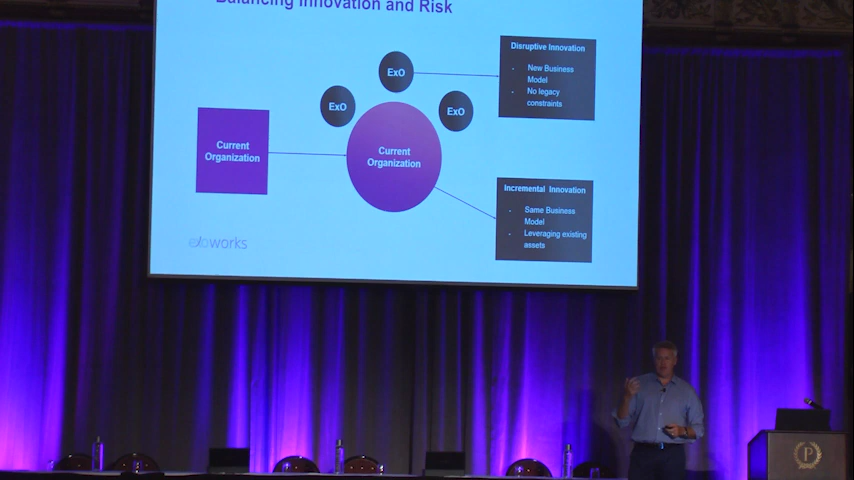 Balancing Innovation and Risk
Disruptive Innovation
- New Business
Model
- No legacy
constraints
ExO
ExO
ExO
Current
Organization
Current
Organization
Incremental Innovation
- Same Business
Model
- Leveraging existing
assets
exoworks
P